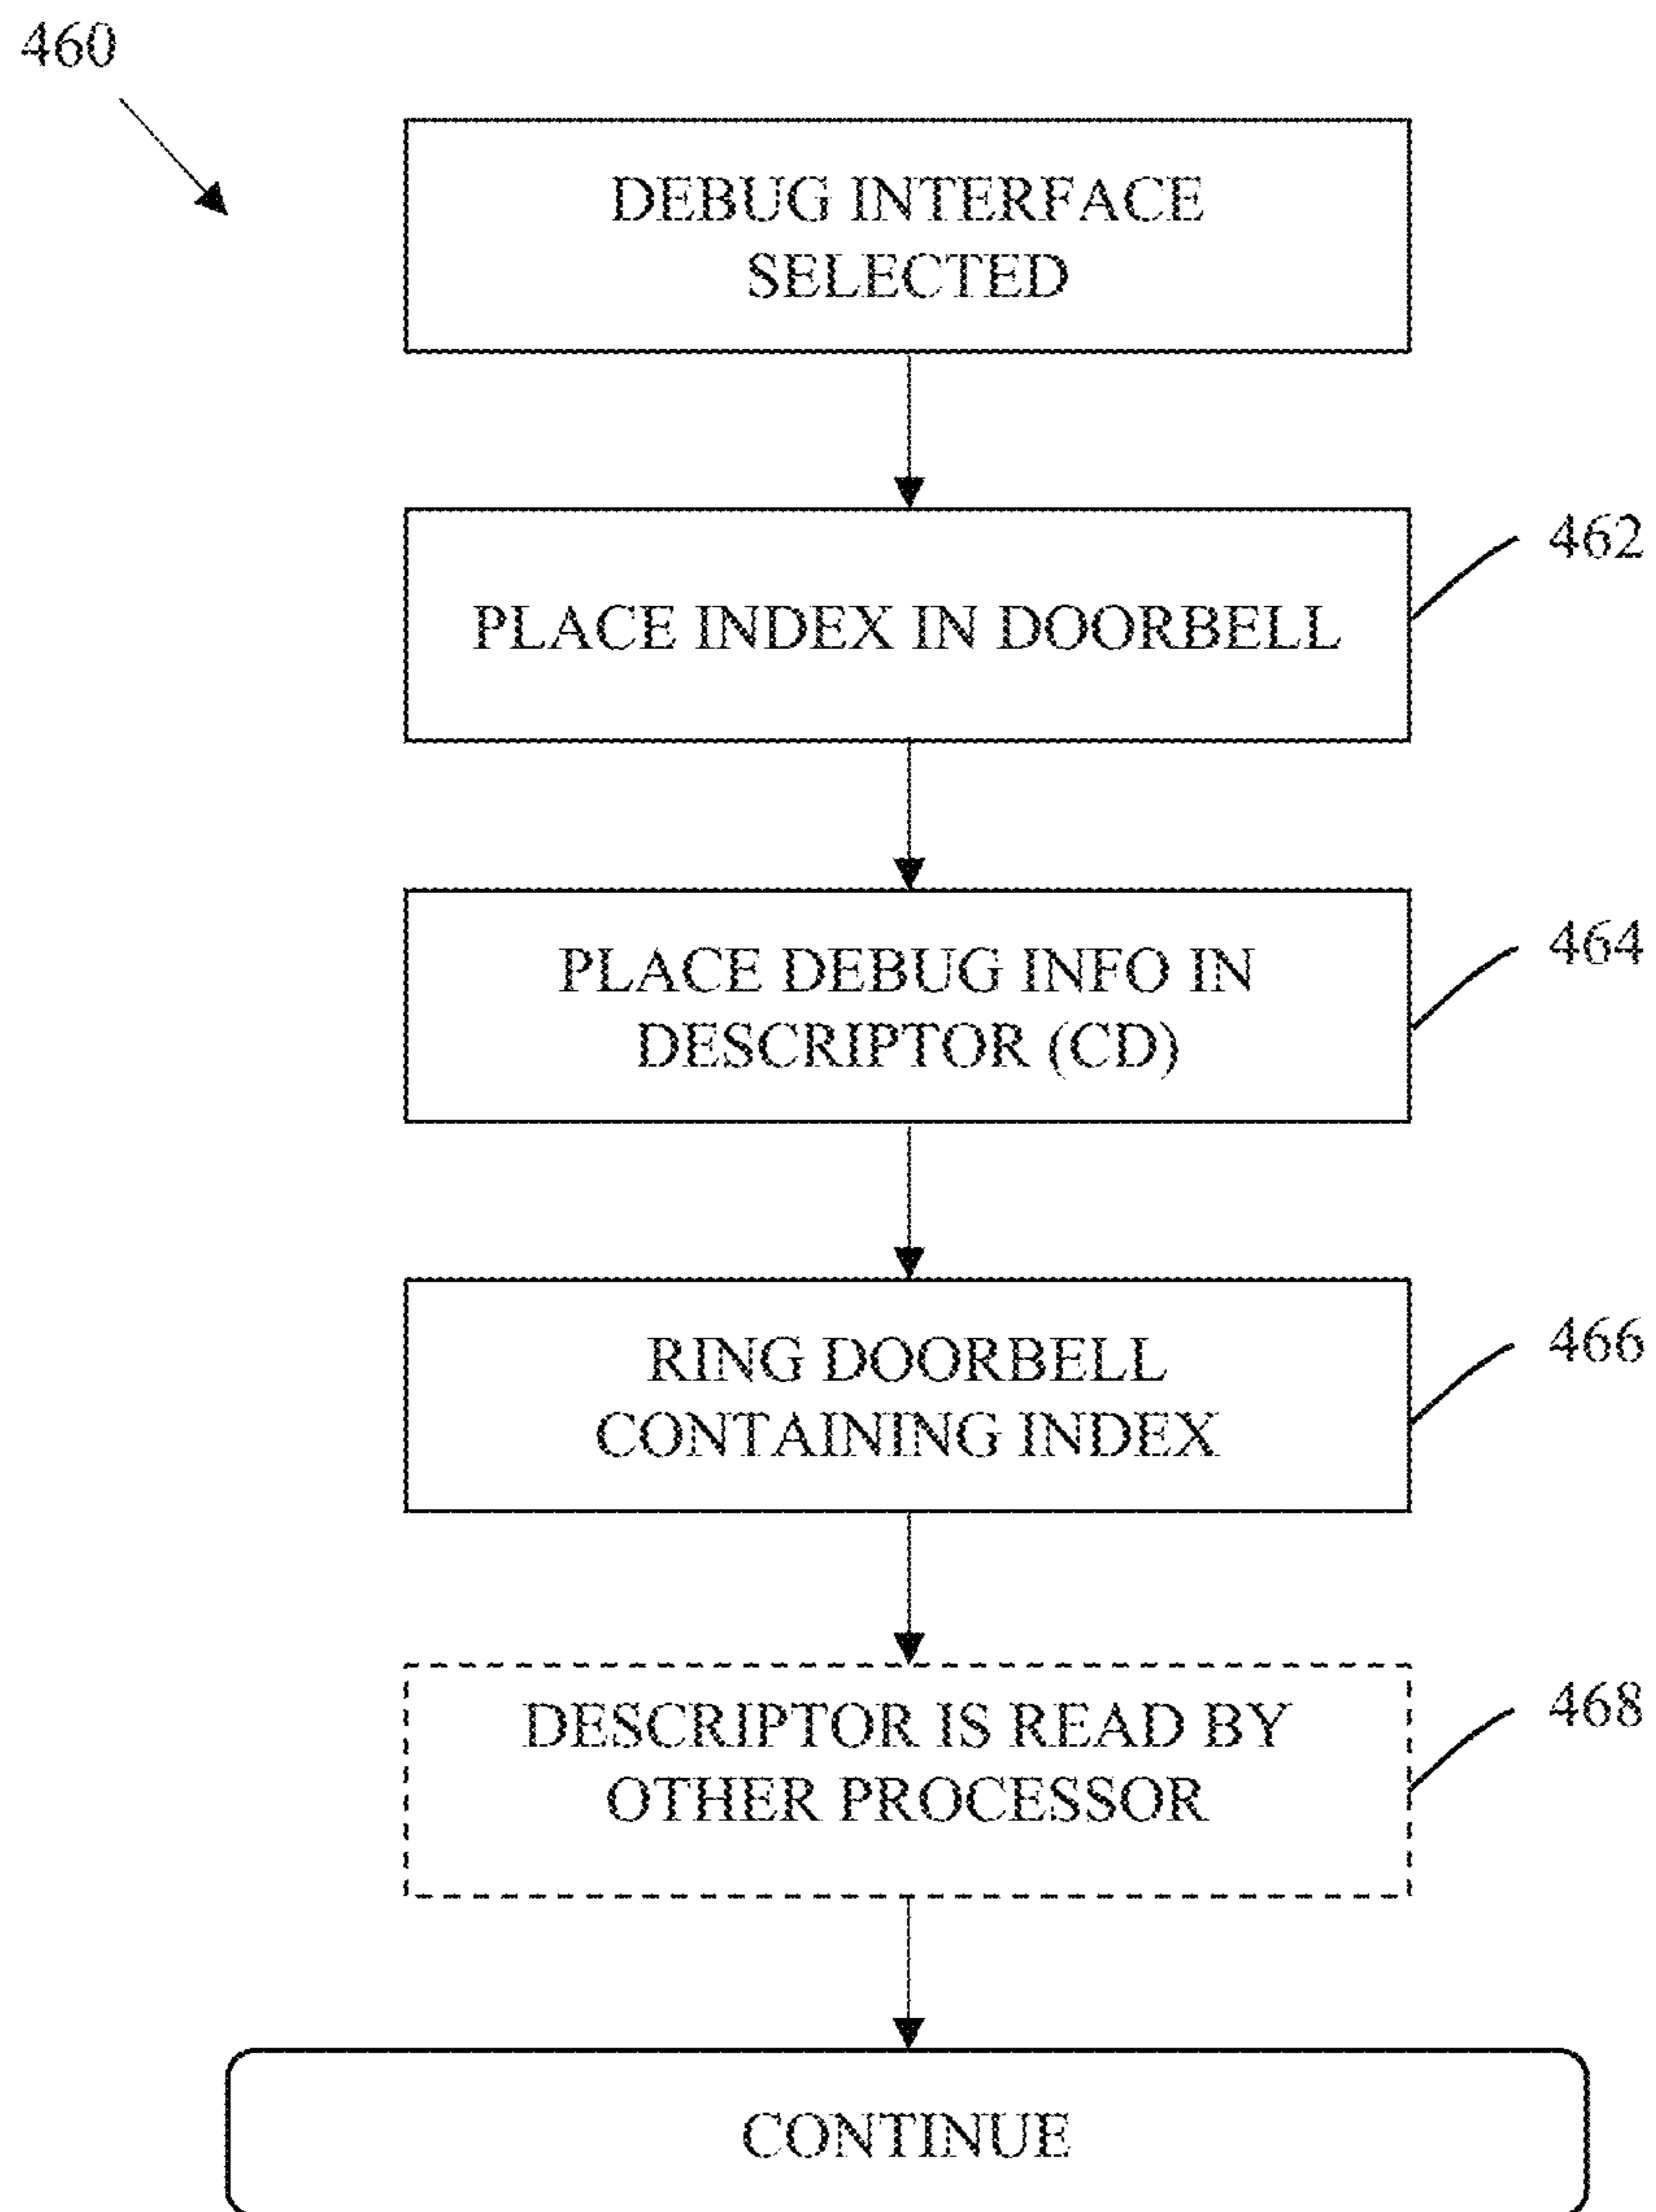 460
DEBUG INTERFACE
SELECTED
462
PLACE INDEX IN DOORBELL
464
PLACE DEBUG INFO IN
DESCRIPTOR (CD)
466
RING DOORBELL
CONTAINING INDEX
468
DESCRIPTOR IS READ BY
OTHER PROCESSOR
CONTINUE